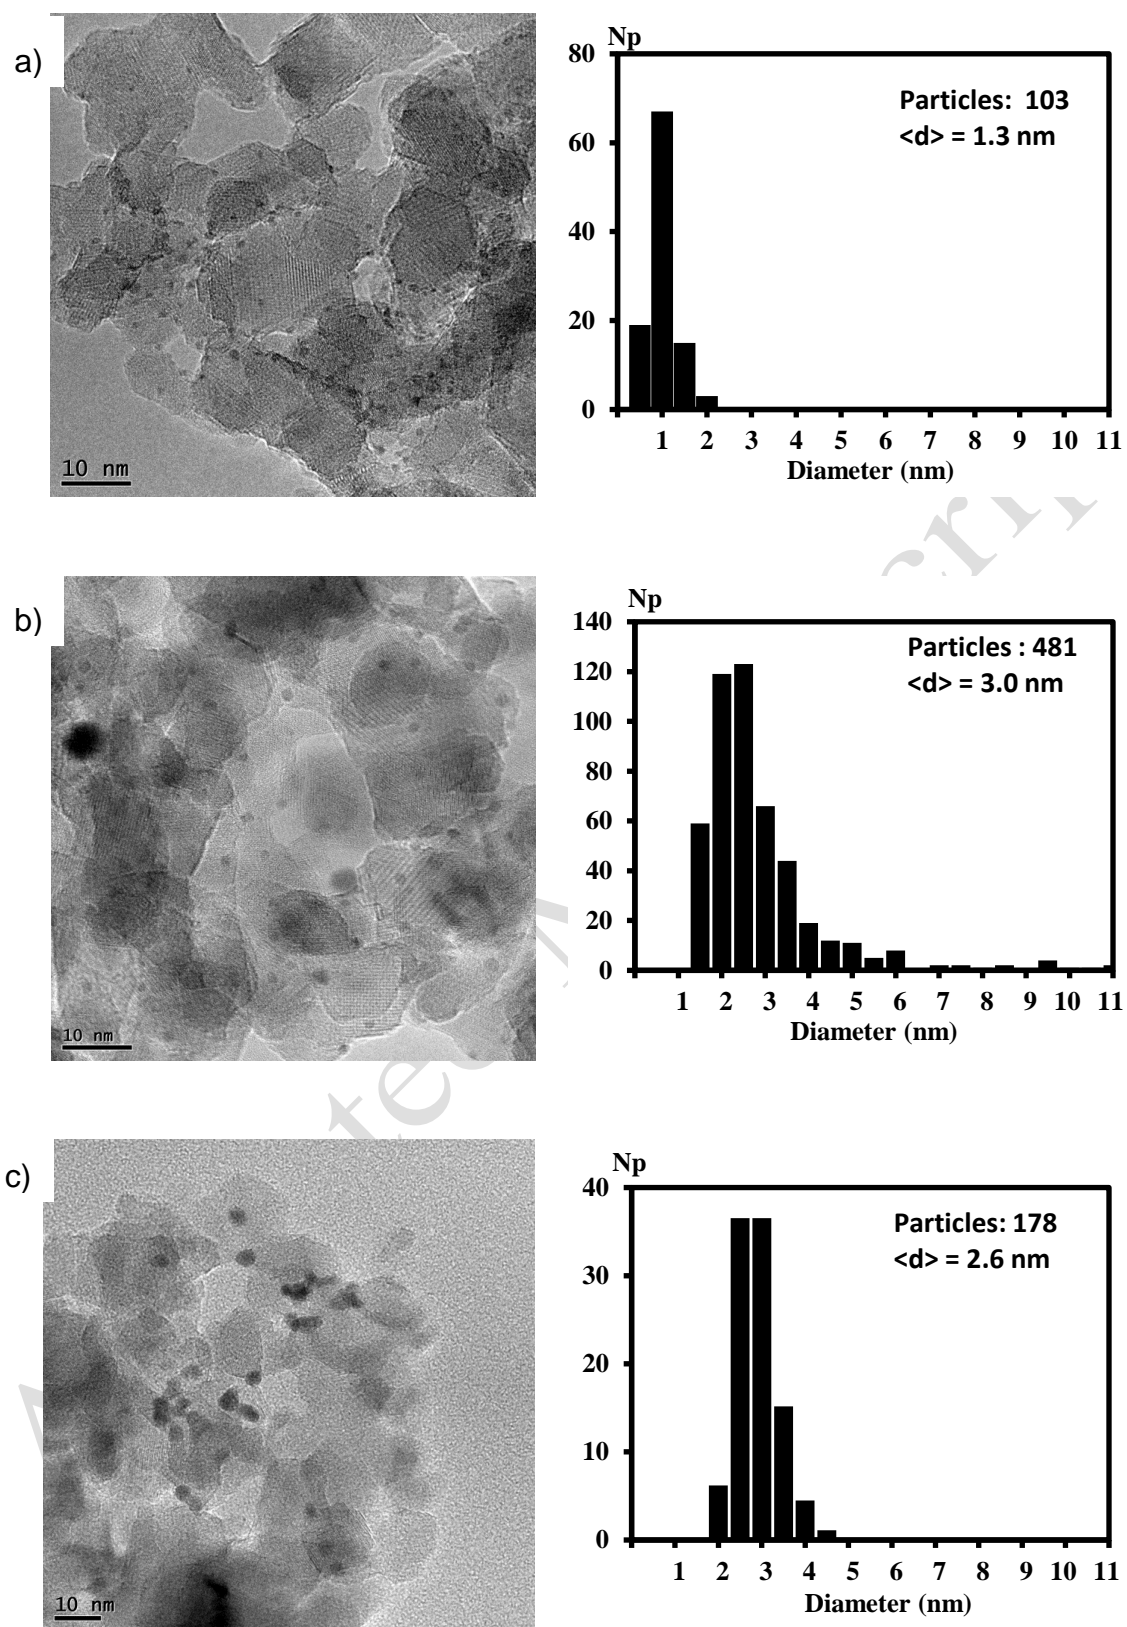 a)
10 nm
Np
80
60
40
20
0
Particles: 103
<d> = 1.3 nm
1 2 3 4 5 6 7 8 9 10 11
Diameter (nm)
b)
10 nm
Np
140
120
100
80
60
40
20
0
Particles : 481
<d> = 3.0 nm
1 2 3 4 5 6 7 8 9 10 11
Diameter (nm)
c)
10 nm
Np
40
30
20
10
0
Particles: 178
<d> = 2.6 nm
1 2 3 4 5 6 7 8 9 10 11
Diameter (nm)